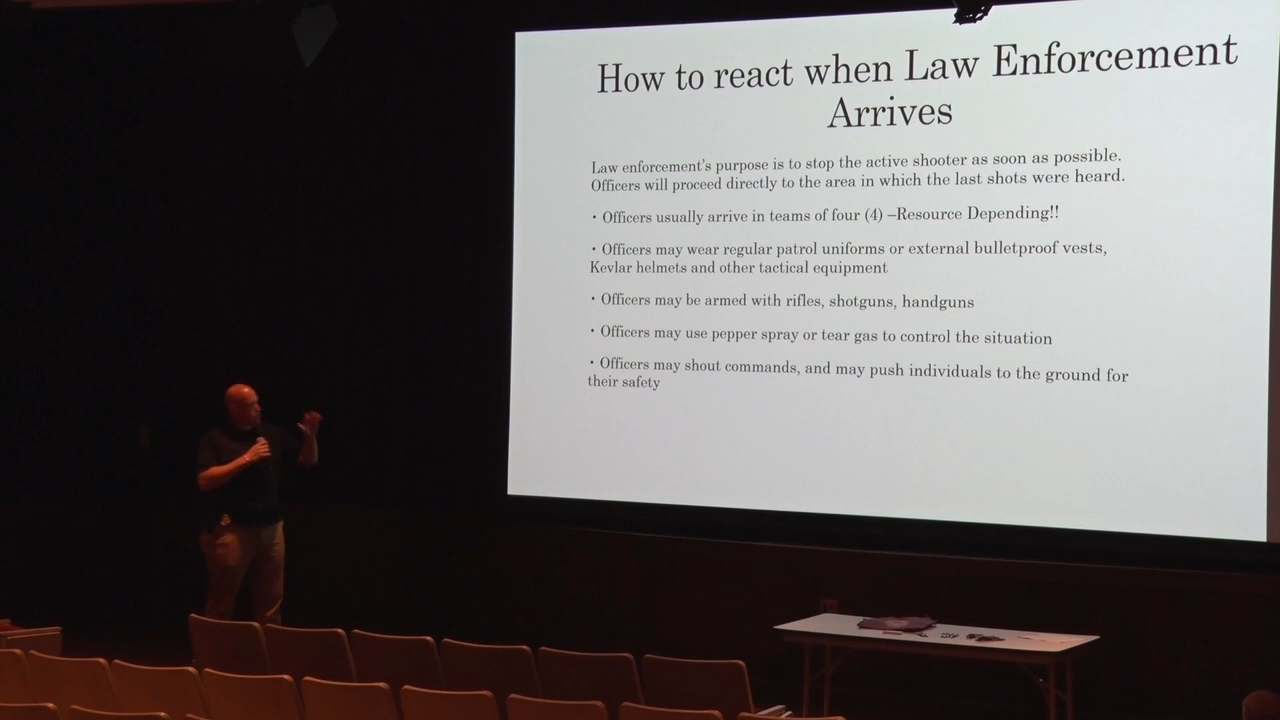 How to react when Law Enforcement
Arrives
Law enforcement's purpose is to stop the active shooter as soon as possible.
Officers will proceed directly to the area in which the last shots were heard.
• Officers usually arrive in teams of four (4) –Resource Depending!!
• Officers may wear regular patrol uniforms or external bulletproof vests,
Kevlar helmets and other tactical equipment
• Officers may be armed with rifles, shotguns, handguns
• Officers may use pepper spray or tear gas to control the situation
• Officers may shout commands, and may push individuals to the ground for
their safety